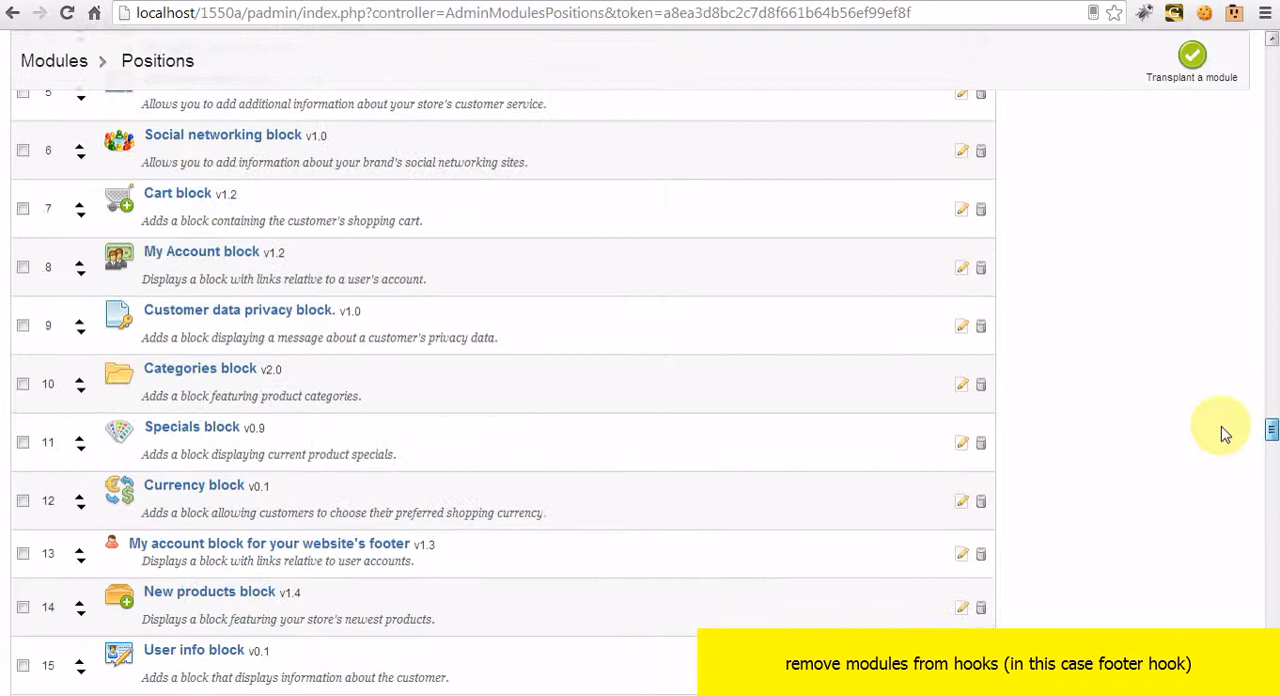 localhost/1550a/padmin/index.php?controller=AdminModulesPositions&token=a8ea3d8bc2c7d8f661b64b56ef99ef8f
Modules > Positions
Transplant a module
5
Allows you to add additional information about your store's customer service.
6 Social networking block v1.0
Allows you to add information about your brand's social networking sites.
7 Cart block v1.2
Adds a block containing the customer's shopping cart.
8 My Account block v1.2
Displays a block with links relative to a user's account.
9 Customer data privacy block. v1.0
Adds a block displaying a message about a customer's privacy data.
10 Categories block v2.0
Adds a block featuring product categories.
11 Specials block v0.9
Adds a block displaying current product specials.
12 Currency block v0.1
Adds a block allowing customers to choose their preferred shopping currency.
13 My account block for your website's footer v1.3
Displays a block with links relative to user accounts.
14 New products block v1.4
Displays a block featuring your store's newest products.
15 User info block v0.1
Adds a block that displays information about the customer.
remove modules from hooks (in this case footer hook)